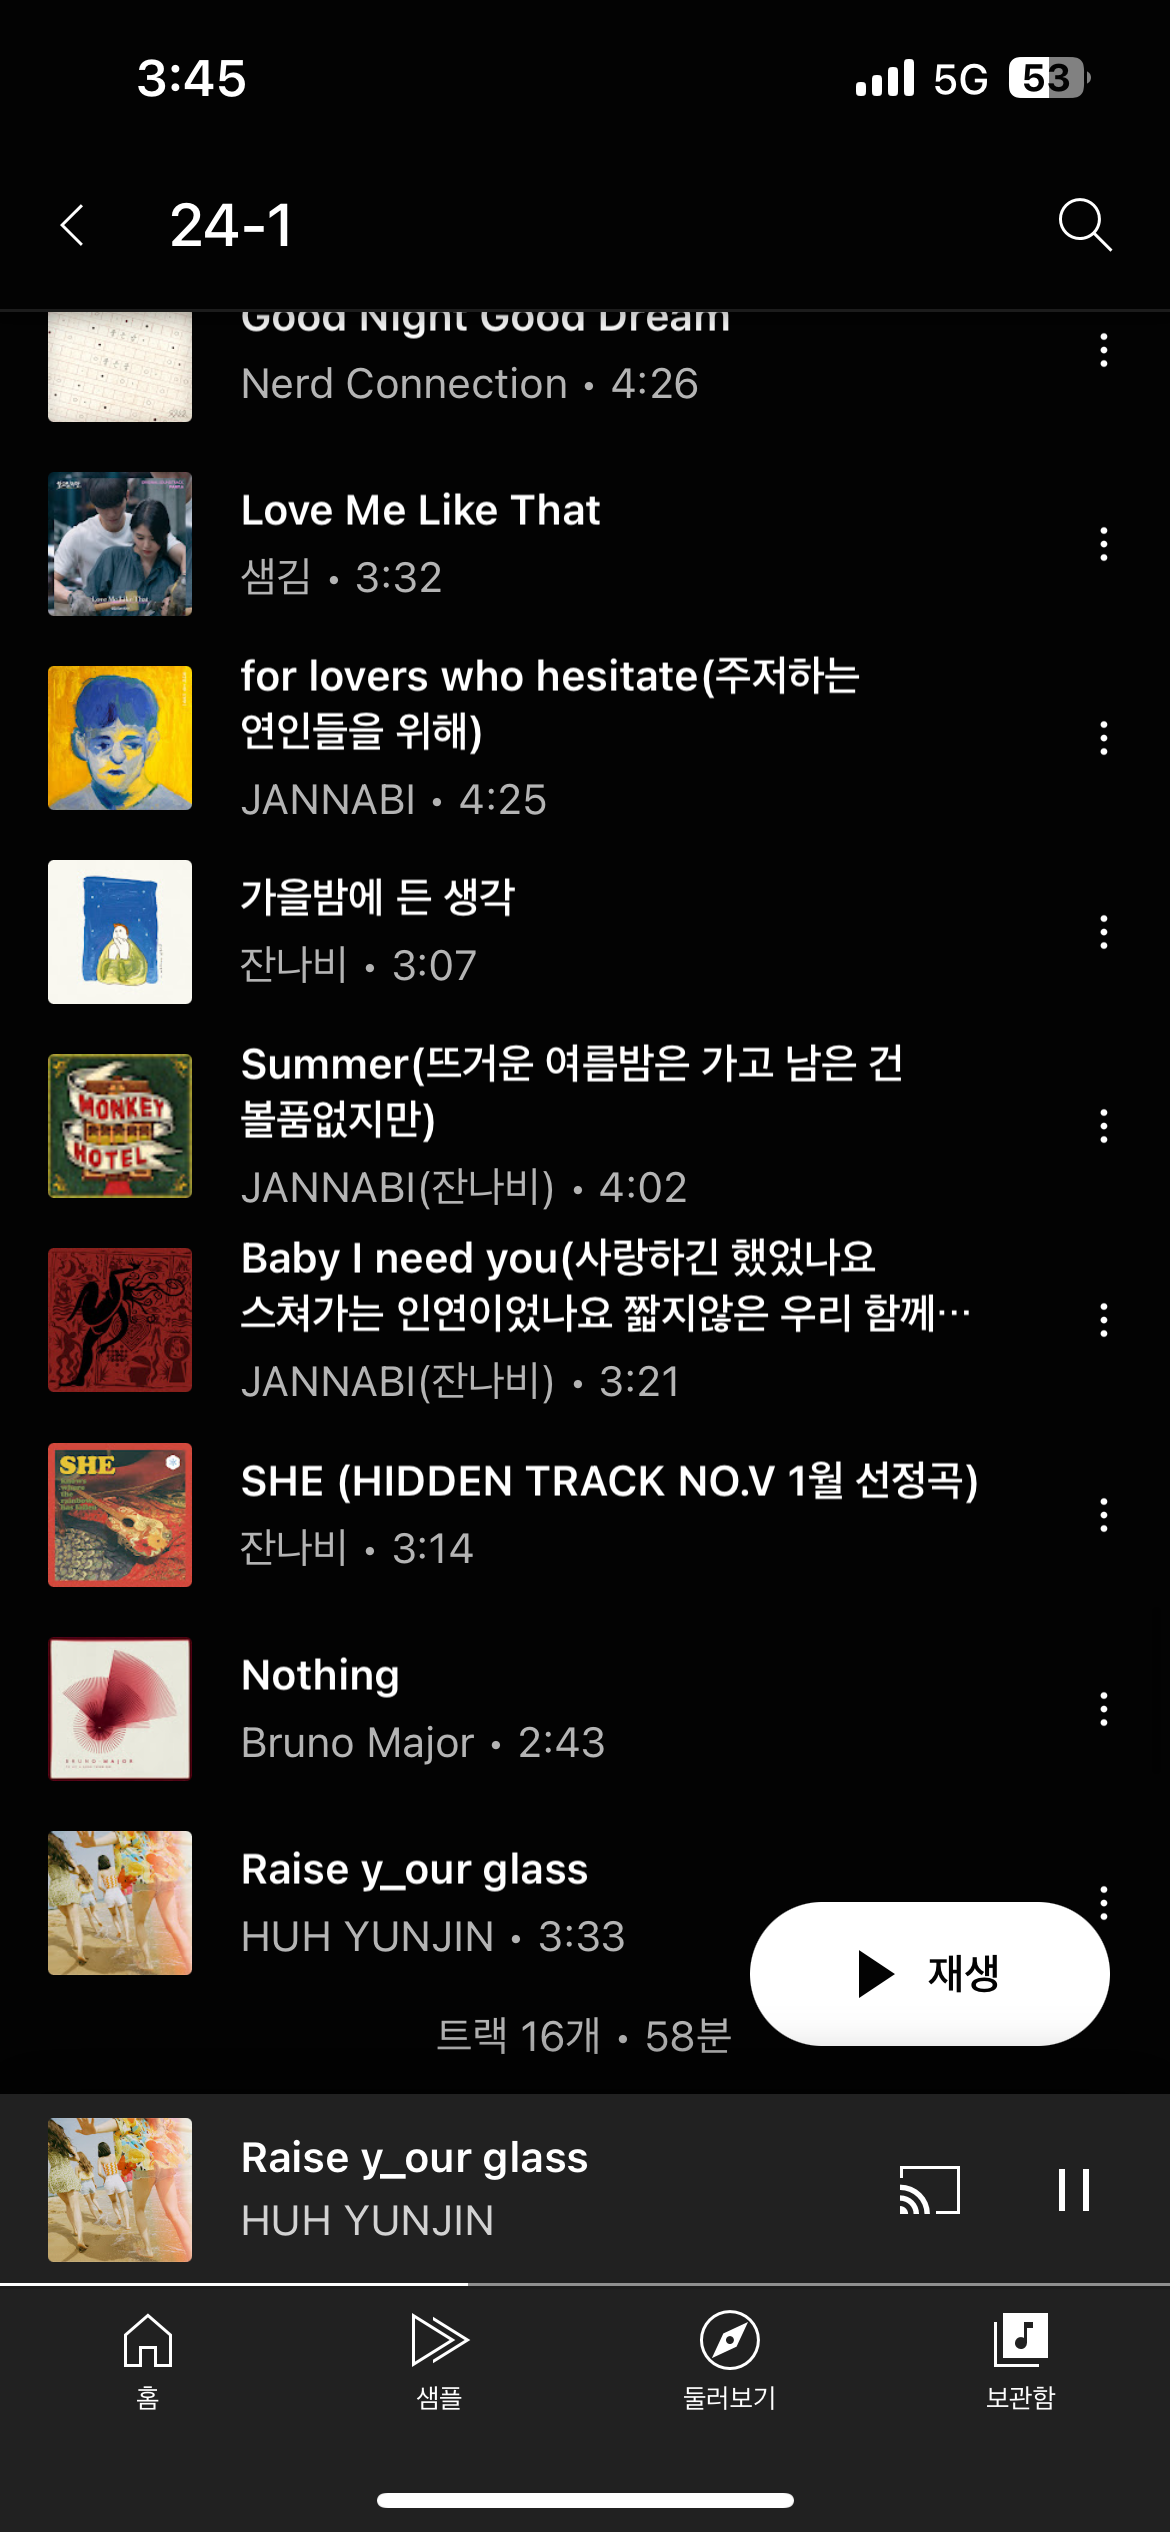 3:45
5G 53
24-1
Good Night Good Dream
Nerd Connection • 4:26
Love Me Like That
샘김 • 3:32
for lovers who hesitate(주저하는
연인들을 위해)
JANNABI • 4:25
가을밤에 든 생각
잔나비 • 3:07
MONKEY
HOTEL
Summer(뜨거운 여름밤은 가고 남은 건
볼품없지만)
JANNABI(잔나비) • 4:02
Baby I need you(사랑하긴 했었나요
스쳐가는 인연이었나요 짧지않은 우리 함께…
JANNABI(잔나비) • 3:21
SHE
SHE (HIDDEN TRACK NO.V 1월 선정곡)
잔나비 • 3:14
BRUNO MAJOR
Nothing
Bruno Major • 2:43
Raise y_our glass
HUH YUNJIN • 3:33
재생
트랙 16개 • 58분
Raise y_our glass
HUH YUNJIN
홈
샘플
둘러보기
보관함